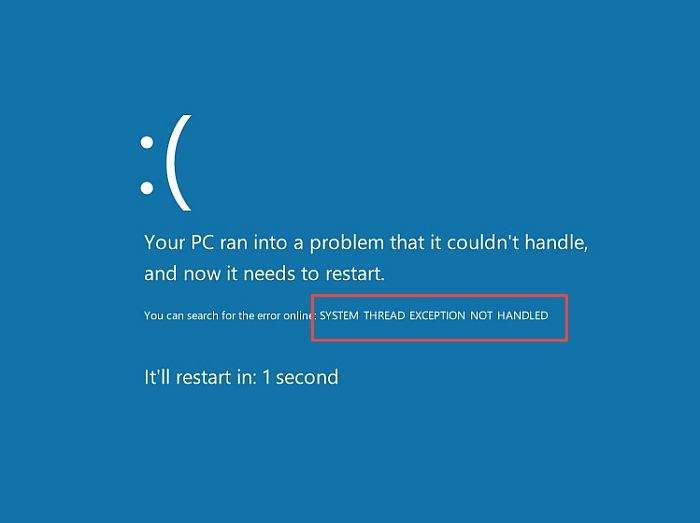 :(
Your PC ran into a problem that it couldn't handle,
and now it needs to restart.
You can search for the error online: SYSTEM THREAD EXCEPTION NOT HANDLED
It'll restart in: 1 second